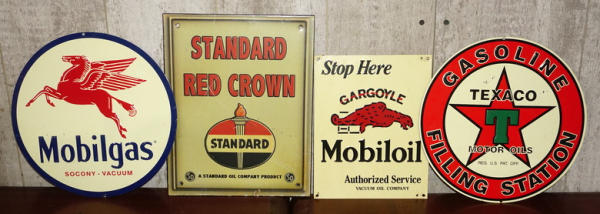 Mobilgas
SOCONY - VACUUM
STANDARD
RED CROWN
STANDARD
A STANDARD OIL COMPANY PRODUCT
Stop Here
GARGOYLE
Mobiloil
Authorized Service
VACUUM OIL COMPANY
GASOLINE
TEXACO
T
MOTOR OILS
REG. U.S. PAT. OFF.
FILLING STATION